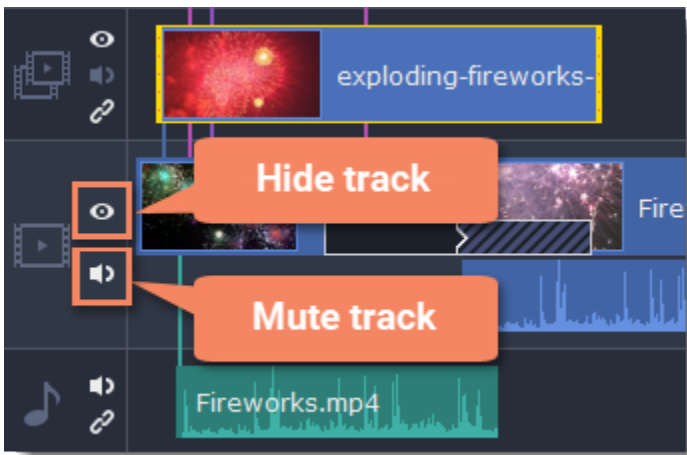 exploding-fireworks-
Hide track
Fire
Mute track
Fireworks.mp4